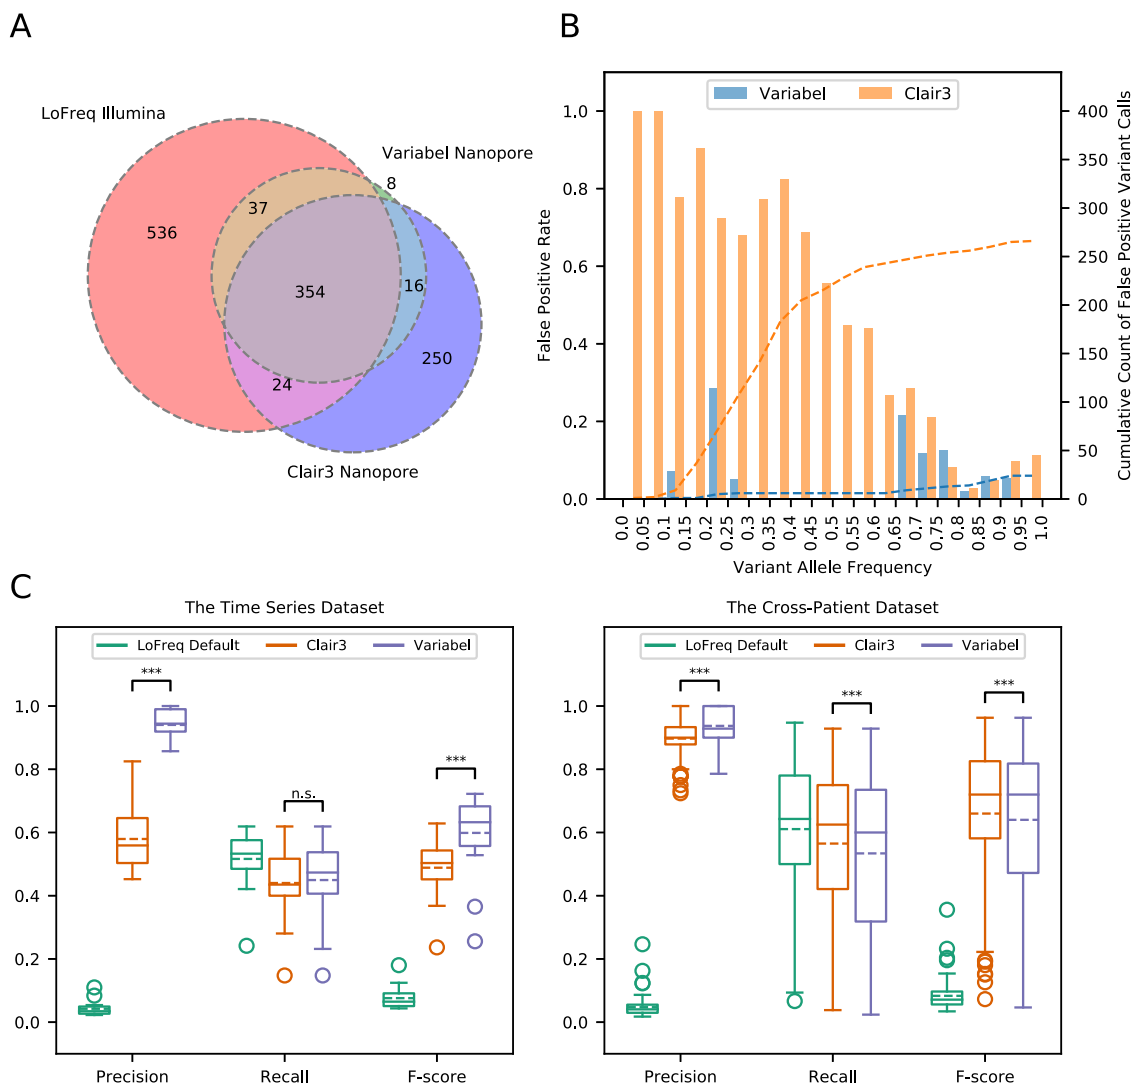 A
LoFreq Illumina
Variabel Nanopore
8
37
536
354
16
250
24
Clair3 Nanopore
B
Variabel
Clair3
1.0
0.8
0.6
0.4
0.2
0.0
False Positive Rate
400
350
300
250
200
150
100
50
0
Cumulative Count of False Positive Variant Calls
0.0
0.05
0.1
0.15
0.2
0.25
0.3
0.35
0.4
0.45
0.5
0.55
0.6
0.65
0.7
0.75
0.8
0.85
0.9
0.95
1.0
Variant Allele Frequency
C
The Time Series Dataset
LoFreq Default
Clair3
Variabel
***
n.s.
***
1.0
0.8
0.6
0.4
0.2
0.0
Precision
Recall
F-score
The Cross-Patient Dataset
LoFreq Default
Clair3
Variabel
***
***
***
1.0
0.8
0.6
0.4
0.2
0.0
Precision
Recall
F-score